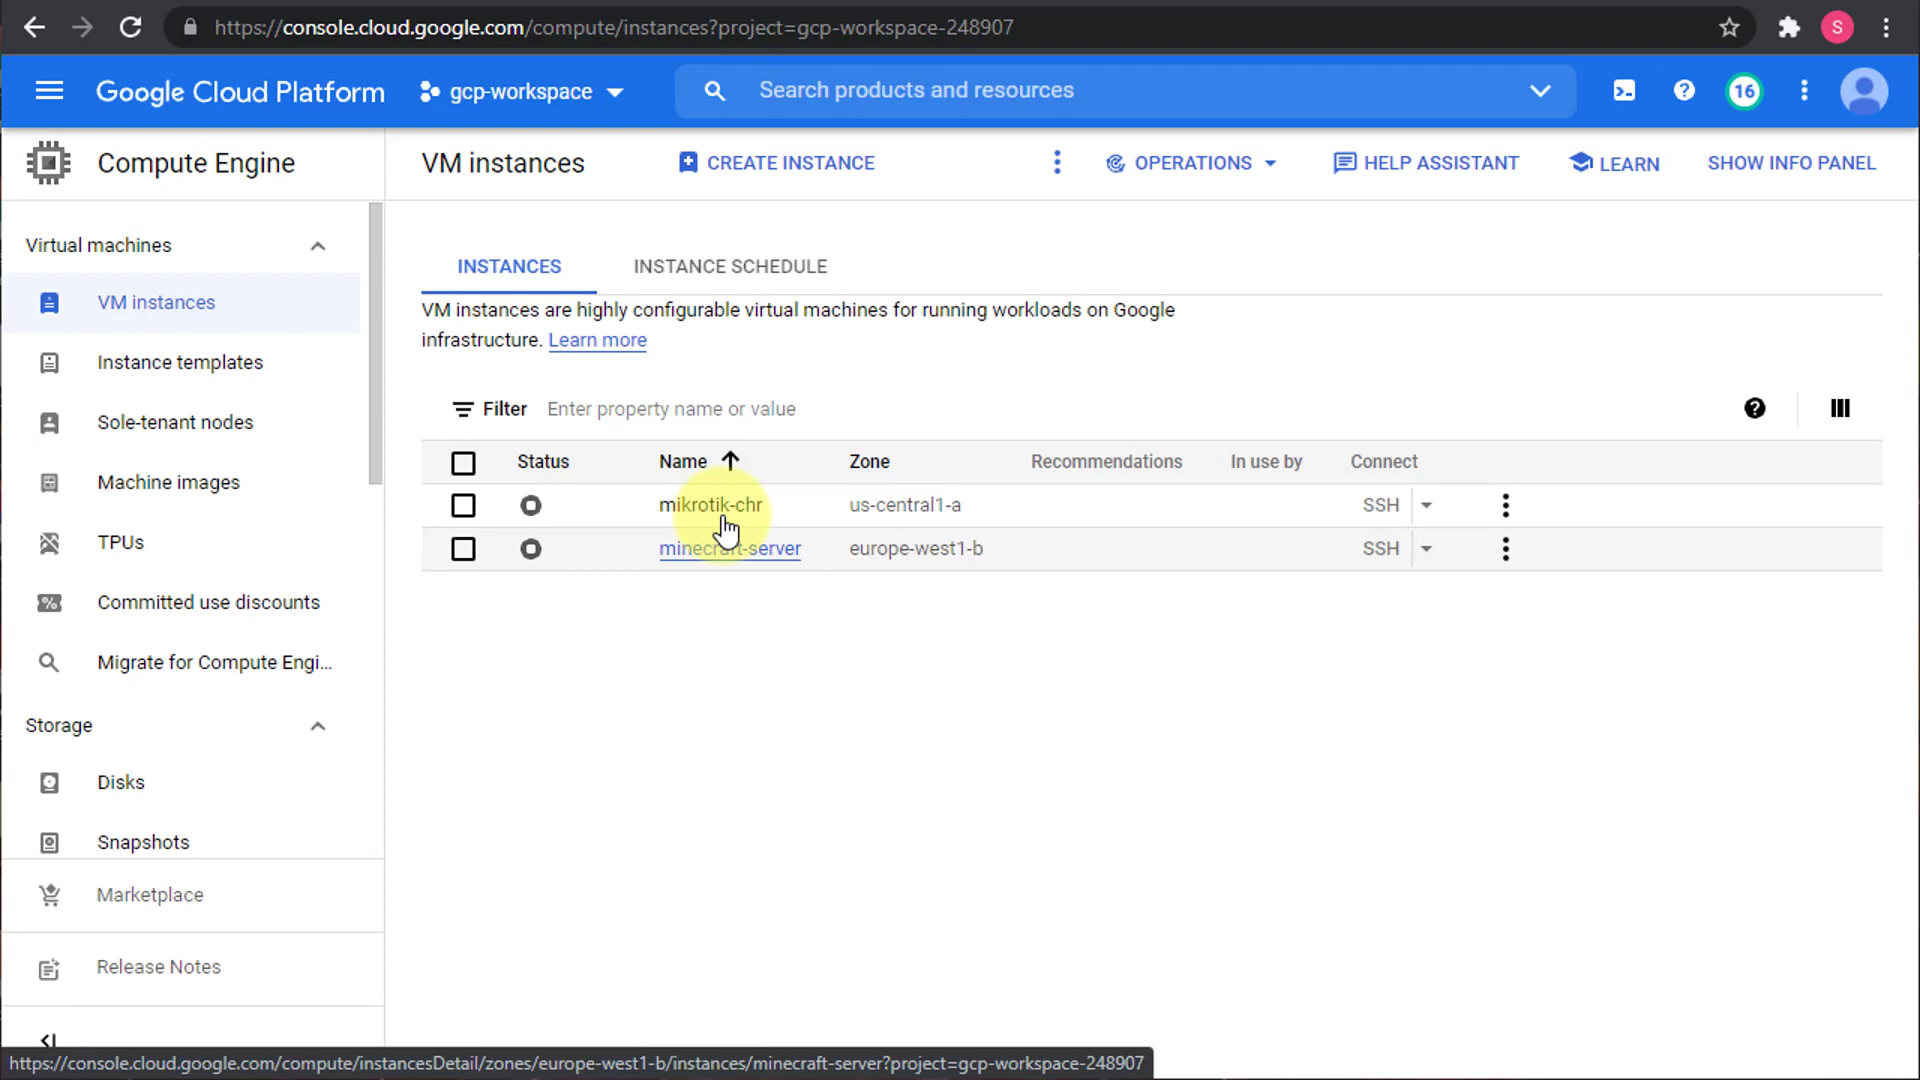 https://console.cloud.google.com/compute/instances?project=gcp-workspace-248907
S
Google Cloud Platform
gcp-workspace
Search products and resources
16
Compute Engine
VM instances
CREATE INSTANCE
OPERATIONS
HELP ASSISTANT
LEARN
SHOW INFO PANEL
Virtual machines
VM instances
Instance templates
Sole-tenant nodes
Machine images
TPUs
Committed use discounts
Migrate for Compute Engi...
Storage
Disks
Snapshots
Marketplace
Release Notes
INSTANCES
INSTANCE SCHEDULE
VM instances are highly configurable virtual machines for running workloads on Google
infrastructure. Learn more
Filter Enter property name or value
Status Name Zone Recommendations In use by Connect
mikrotik-chr us-central1-a SSH
minecraft-server europe-west1-b SSH
https://console.cloud.google.com/compute/instancesDetail/zones/europe-west1-b/instances/minecraft-server?project=gcp-workspace-248907